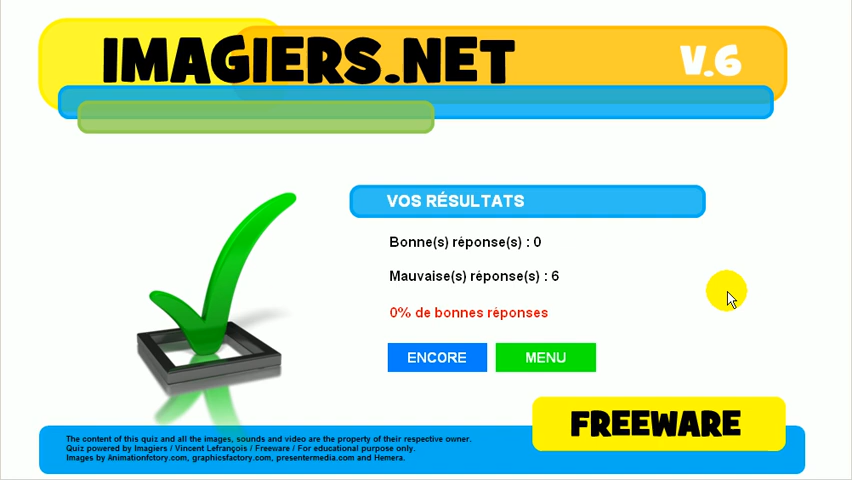 IMAGIERS.NET
V.6
VOS RÉSULTATS
Bonne(s) réponse(s) : 0
Mauvaise(s) réponse(s) : 6
0% de bonnes réponses
ENCORE
MENU
FREEWARE
The content of this quiz and all the images, sounds and video are the property of their respective owner.
Quiz powered by Imagiers / Vincent Lefrançois / Freeware / For educational purpose only.
Images by Animationfctory.com, graphicsfactory.com, presentermedia.com and Hemera.